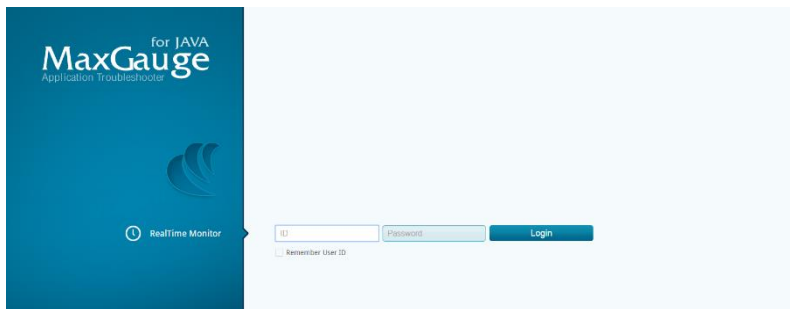 for JAVA
MaxGauge
Application Troubleshooter
RealTime Monitor
ID
Password
Login
Remember User ID